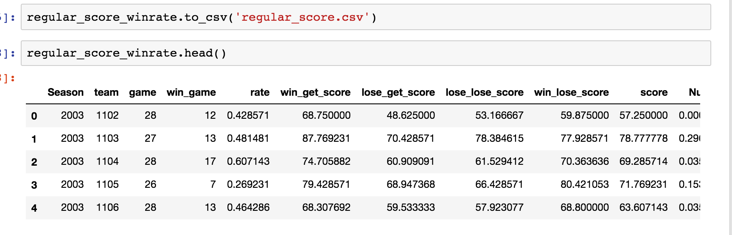 ]: regular_score_winrate.to_csv('regular_score.csv')
]: regular_score_winrate.head()
]:
Season team game win_game rate win_get_score lose_get_score lose_lose_score win_lose_score score Nu
0 2003 1102 28 12 0.428571 68.750000 48.625000 53.166667 59.875000 57.250000 0.00
1 2003 1103 27 13 0.481481 87.769231 70.428571 78.384615 77.928571 78.777778 0.29
2 2003 1104 28 17 0.607143 74.705882 60.909091 61.529412 70.363636 69.285714 0.03
3 2003 1105 26 7 0.269231 79.428571 68.947368 66.428571 80.421053 71.769231 0.15
4 2003 1106 28 13 0.464286 68.307692 59.533333 57.923077 68.800000 63.607143 0.03